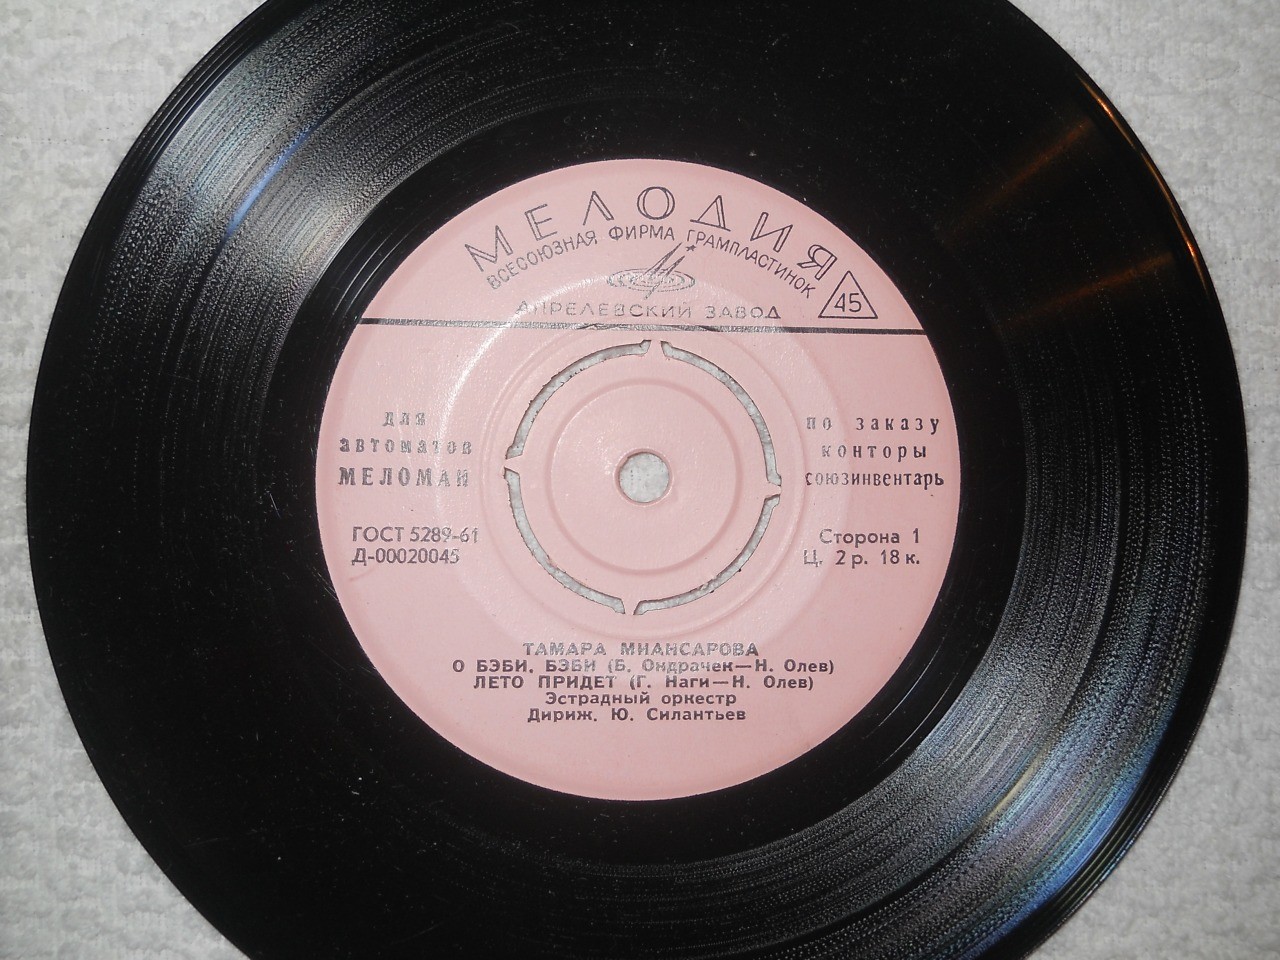 МЕЛОДИЯ
ВСЕСОЮЗНАЯ ФИРМА ГРАМПЛАСТИНОК
АПРЕЛЕВСКИЙ ЗАВОД
45
для
автоматов
МЕЛОМАН
по заказу
конторы
союзинвентарь
ГОСТ 5289-61
Д-00020045
Сторона 1
Ц. 2 р. 18 к.
ТАМАРА МИАНСАРОВА
О БЭБИ, БЭБИ (Б. Ондрачек—Н. Олев)
ЛЕТО ПРИДЕТ (Г. Наги—Н. Олев)
Эстрадный оркестр
Дириж. Ю. Силантьев